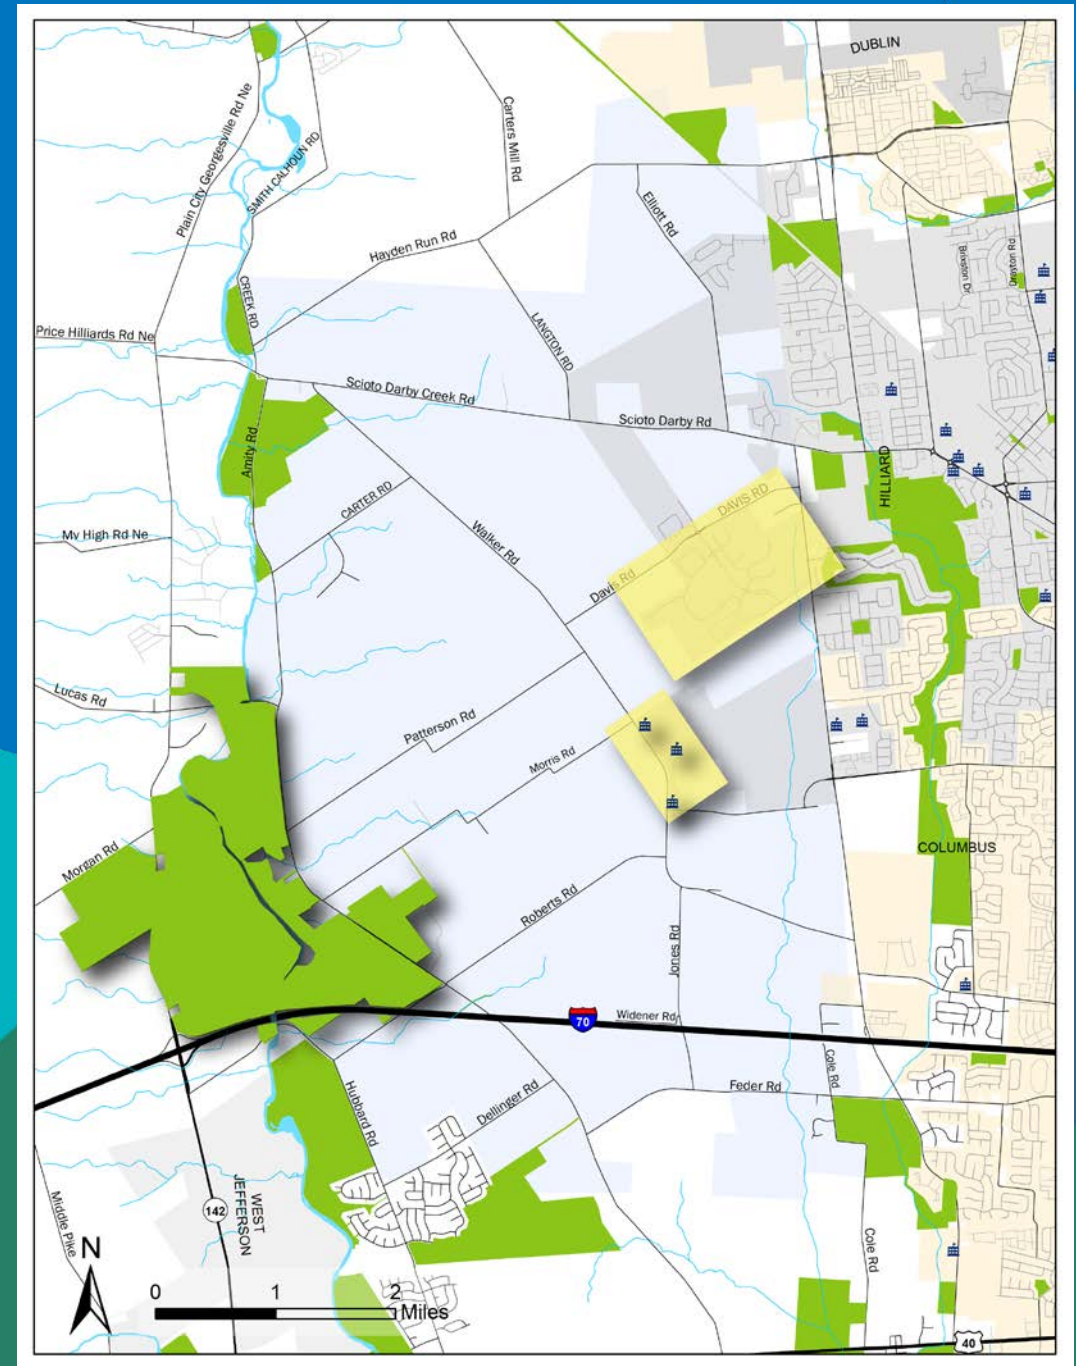 DUBLIN
Plain City Georgesville Rd Ne
Carters Mill Rd
SMITH CALHOUN RD
Elliott Rd
Hayden Run Rd
Brixston Dr
Drayton Rd
CREEK RD
LANGTON RD
Price Hilliards Rd Ne
Scioto Darby Creek Rd
Scioto Darby Rd
Amity Rd
HILLIARD
CARTER RD
DAVIS RD
Walker Rd
Mv High Rd Ne
Davis Rd
Lucas Rd
Patterson Rd
Morris Rd
Morgan Rd
COLUMBUS
Roberts Rd
Jones Rd
70
Widener Rd
Cole Rd
Feder Rd
Hubbard Rd
Dellinger Rd
Middle Pike
142
WEST
JEFFERSON
Cole Rd
N
0 1 2
Miles
40